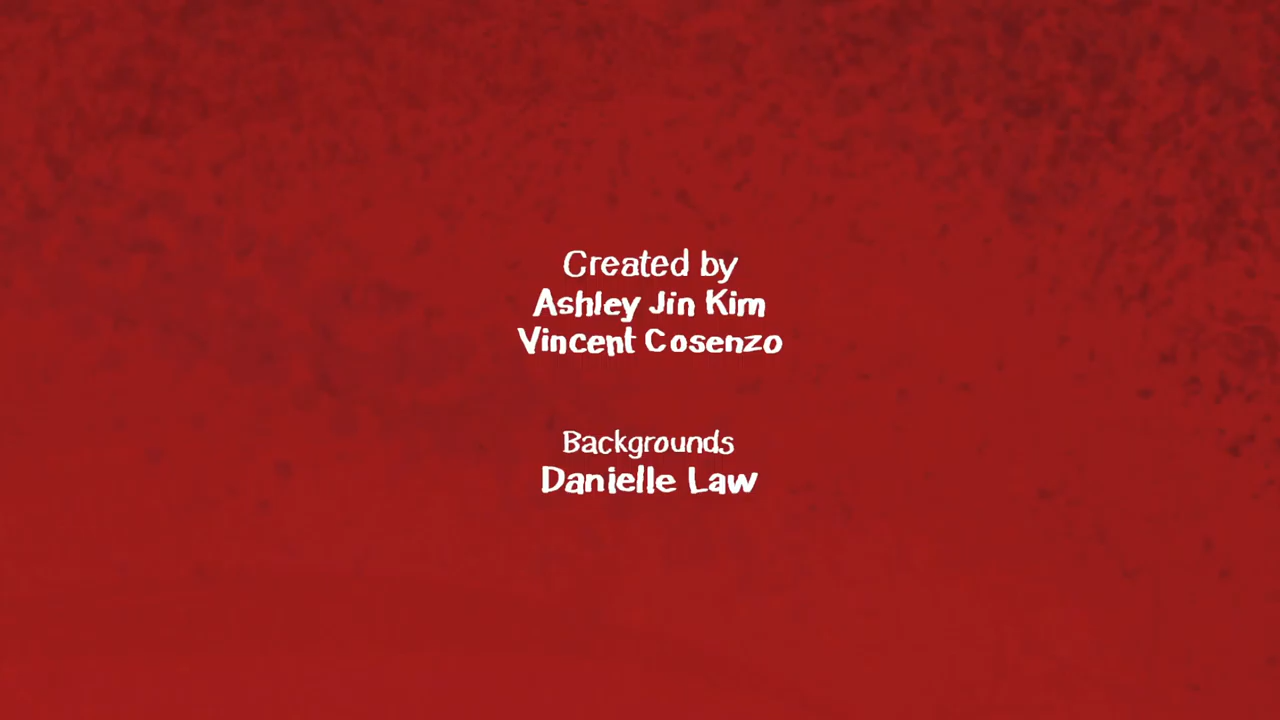 Created by
Ashley Jin Kim
Vincent Cosenzo
Backgrounds
Danielle Law